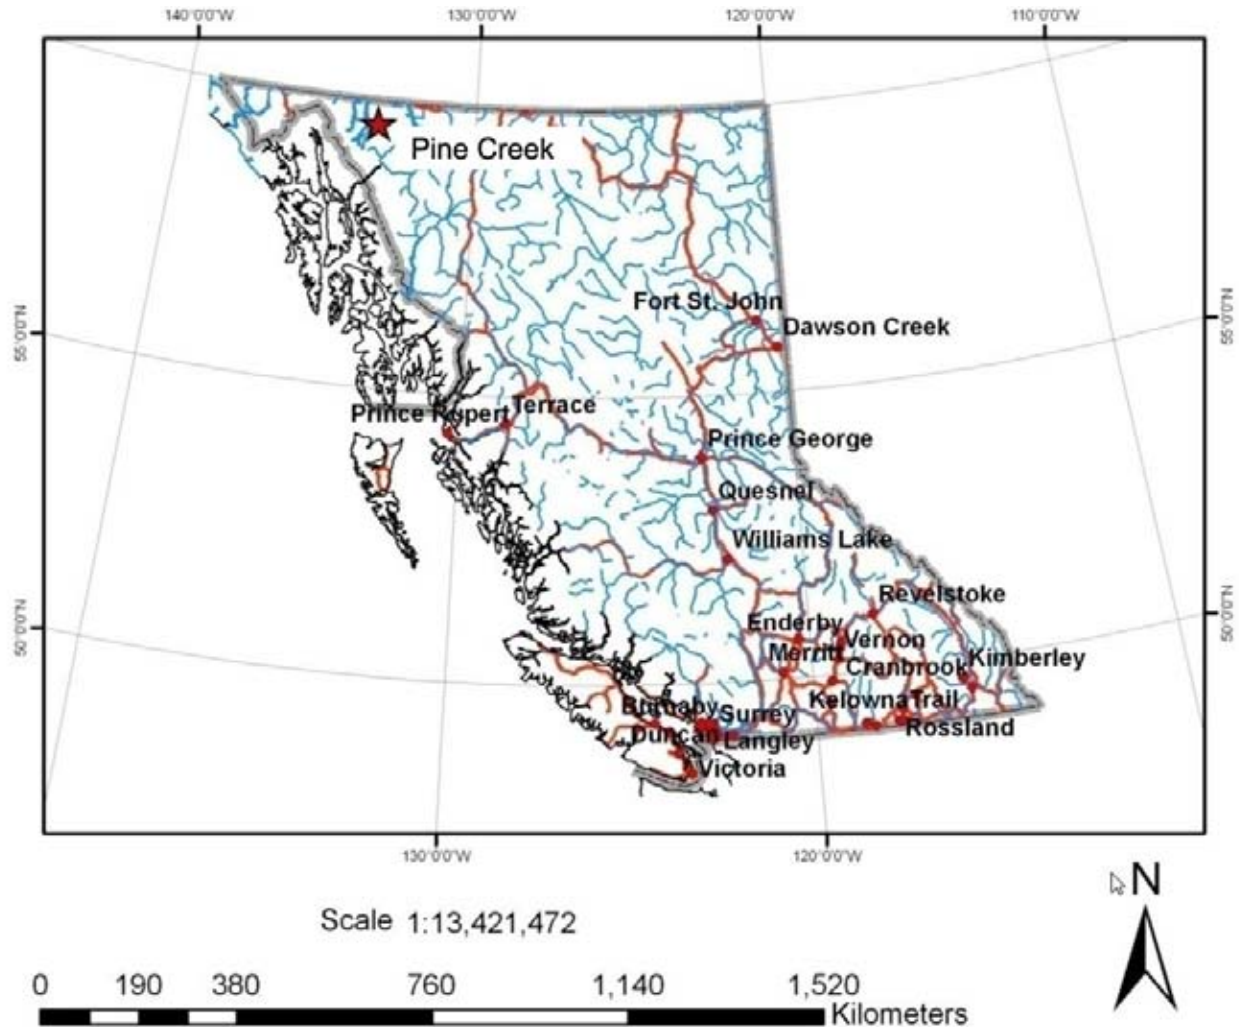 140°0'0"W 130°0'0"W 120°0'0"W 110°0'0"W
Pine Creek
Fort St. John
55°0'0"N
55°0'0"N
Dawson Creek
Prince Rupert
Terrace
Prince George
Quesnel
Williams Lake
Revelstoke
50°0'0"N
50°0'0"N
Enderby
Vernon
Merritt
Cranbrook
Kimberley
Kelowna
Trail
Burnaby
Surrey
Rossland
Duncan
Langley
Victoria
130°0'0"W 120°0'0"W
N
Scale 1:13,421,472
0 190 380 760 1,140 1,520
Kilometers